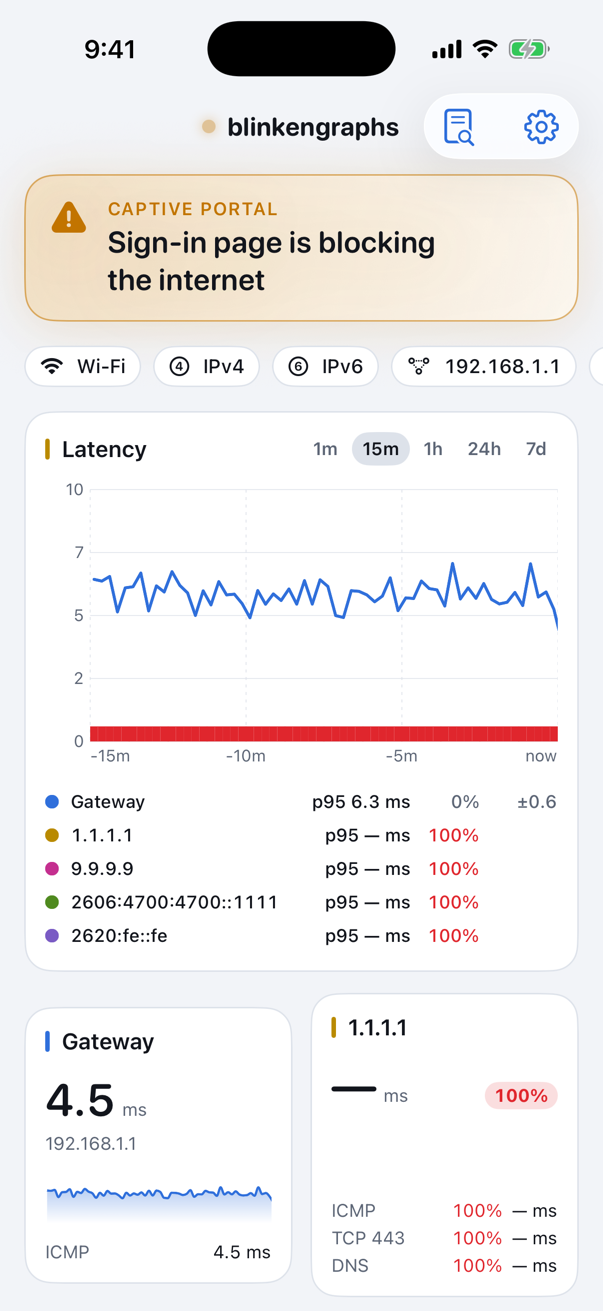 9:41
blinkengraphs
CAPTIVE PORTAL
Sign-in page is blocking
the internet
Wi-Fi
4 IPv4
6 IPv6
192.168.1.1
Latency
1m 15m 1h 24h 7d
10
7
5
2
0
-15m -10m -5m now
Gateway p95 6.3 ms 0% ±0.6
1.1.1.1 p95 — ms 100%
9.9.9.9 p95 — ms 100%
2606:4700:4700::1111 p95 — ms 100%
2620:fe::fe p95 — ms 100%
Gateway
4.5 ms
192.168.1.1
ICMP 4.5 ms
1.1.1.1
— ms 100%
ICMP 100% — ms
TCP 443 100% — ms
DNS 100% — ms